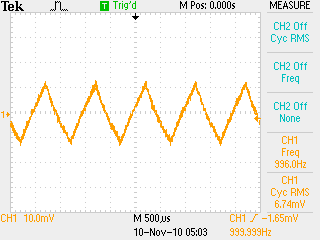 Tek
T Trig'd
M Pos: 0.000s
MEASURE
CH2 Off
Cyc RMS
CH2 Off
Freq
CH2 Off
None
CH1
Freq
996.0Hz
CH1
Cyc RMS
6.74mV
1
CH1 10.0mV
M 500µs
CH1 -1.65mV
10-Nov-10 05:03
999.999Hz